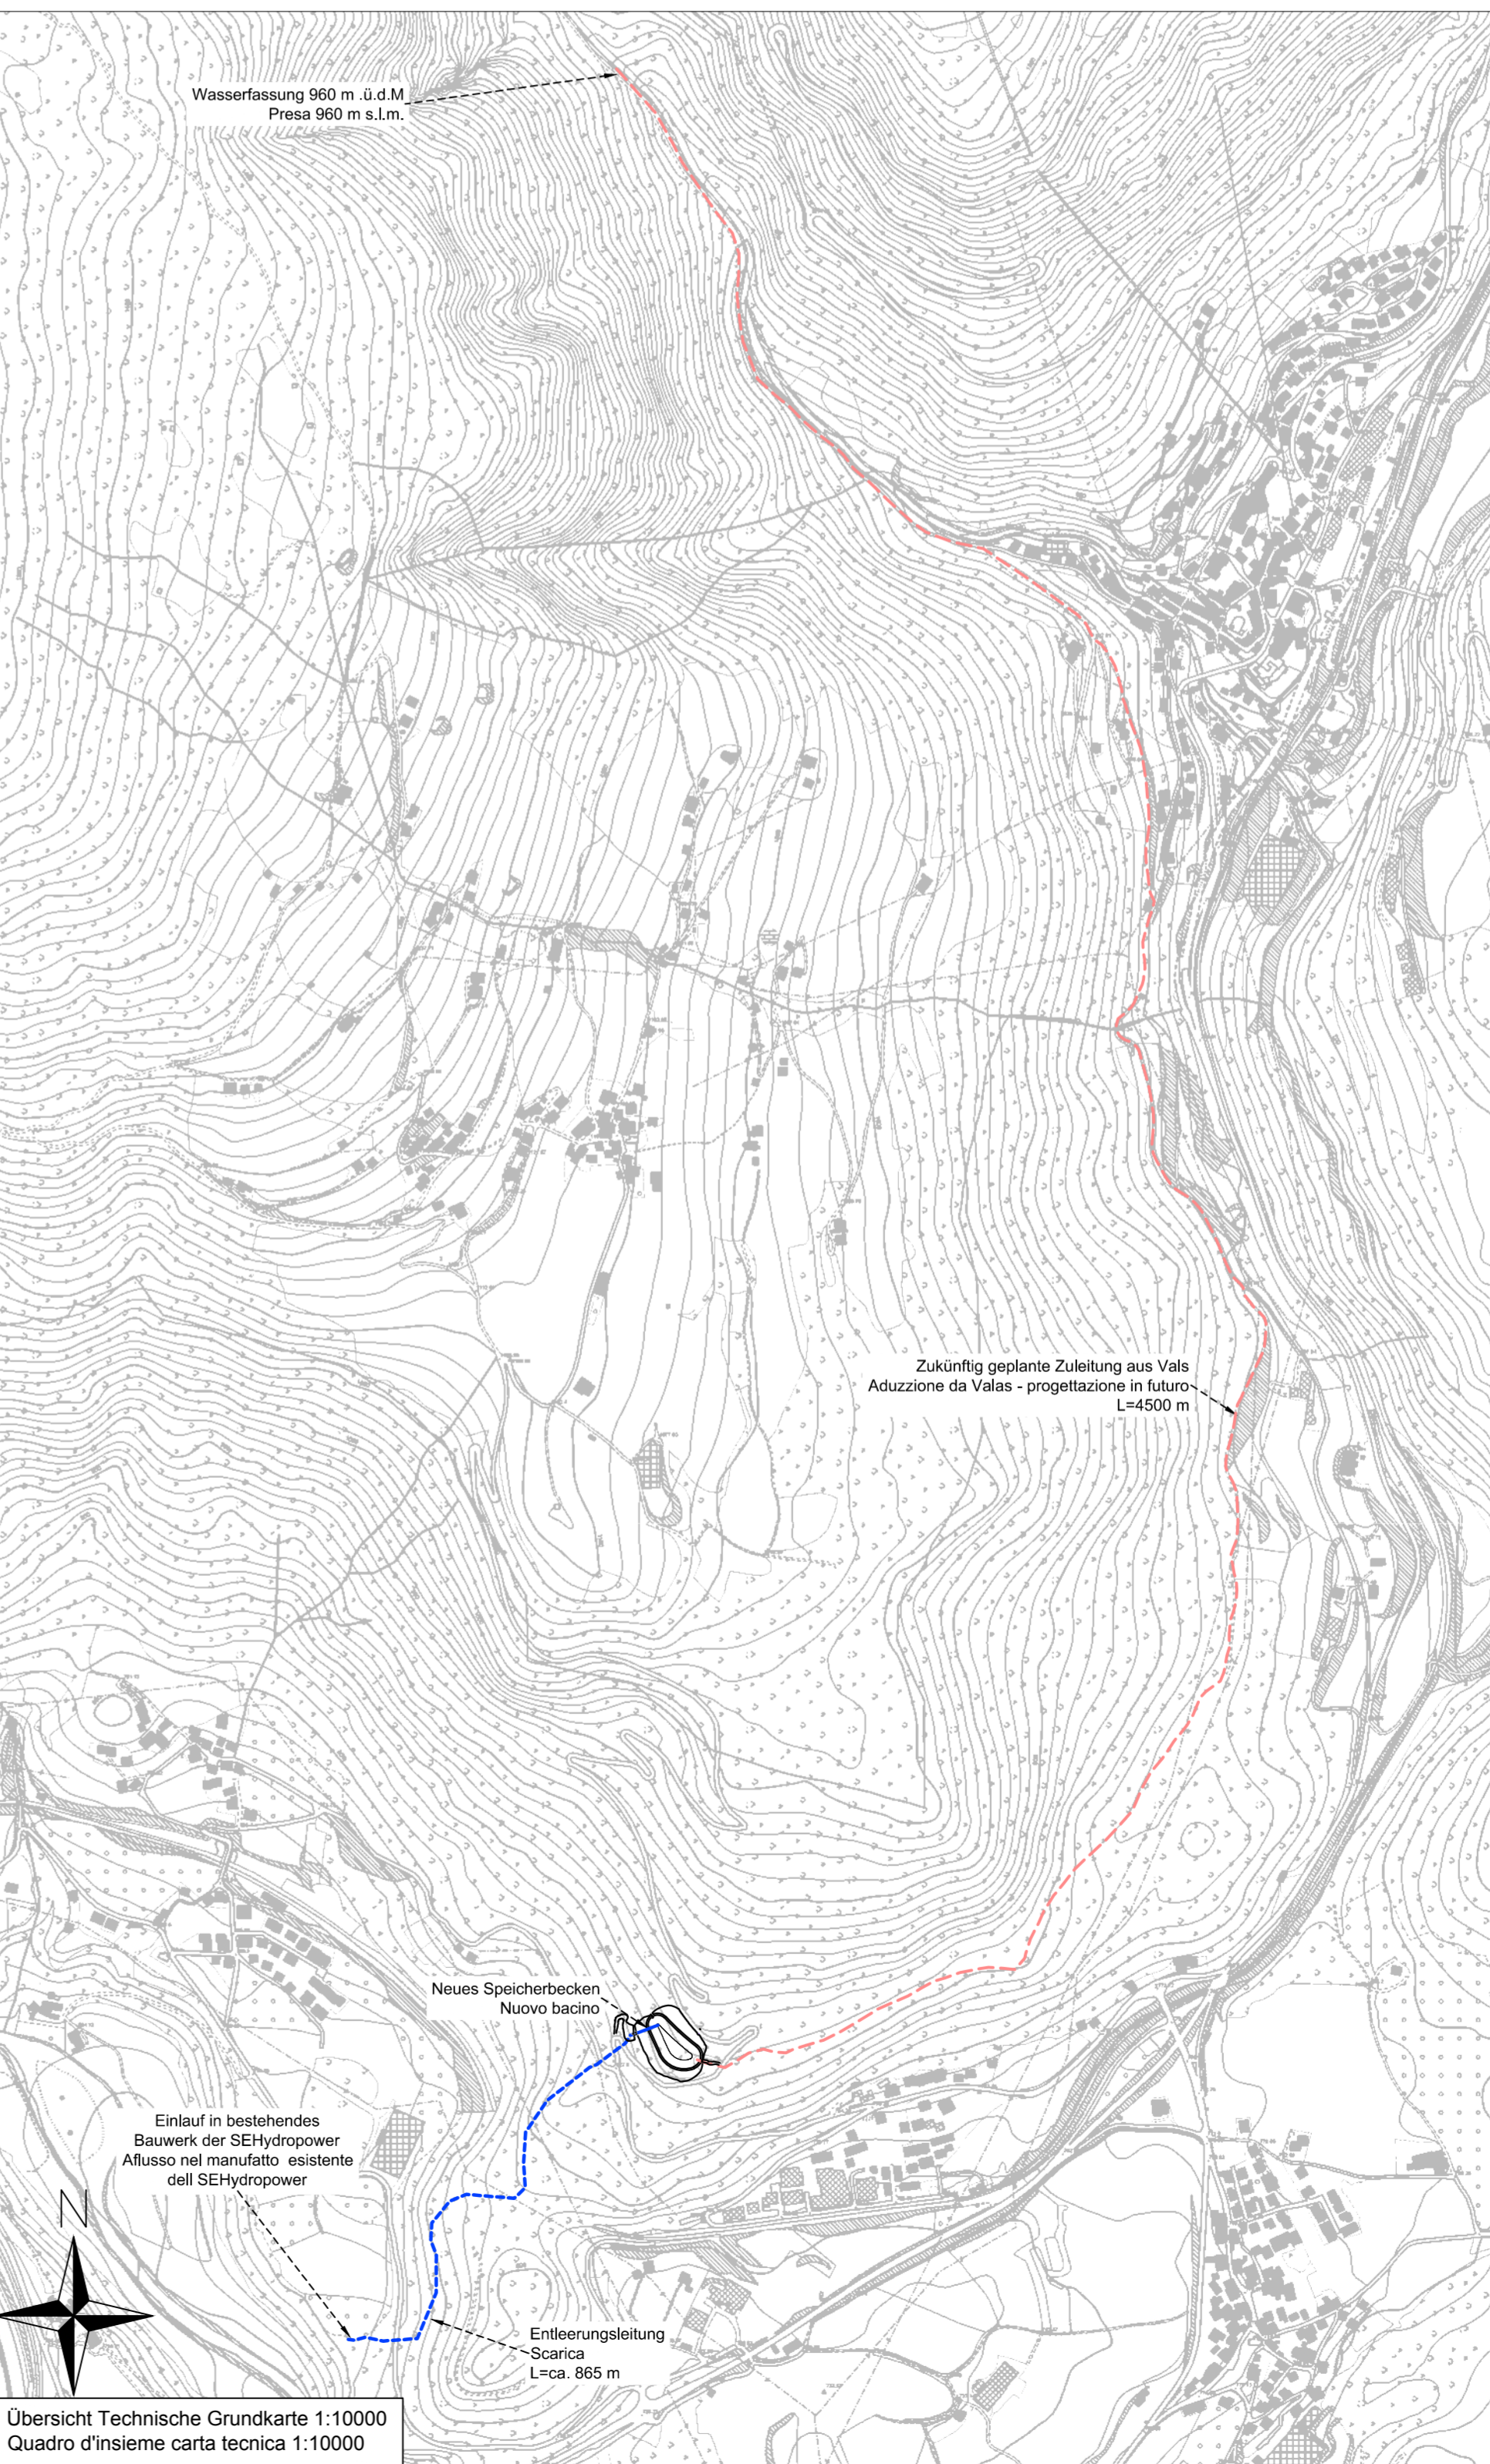 Wasserfassung 960 m .ü.d.M
Presa 960 m s.l.m.
Zukünftig geplante Zuleitung aus Vals
Aduzzione da Valas - progettazione in futuro
L=4500 m
Neues Speicherbecken
Nuovo bacino
Einlauf in bestehendes
Bauwerk der SEHydropower
Aflusso nel manufatto esistente
dell SEHydropower
N
Entleerungsleitung
Scarica
L=ca. 865 m
Übersicht Technische Grundkarte 1:10000
Quadro d'insieme carta tecnica 1:10000